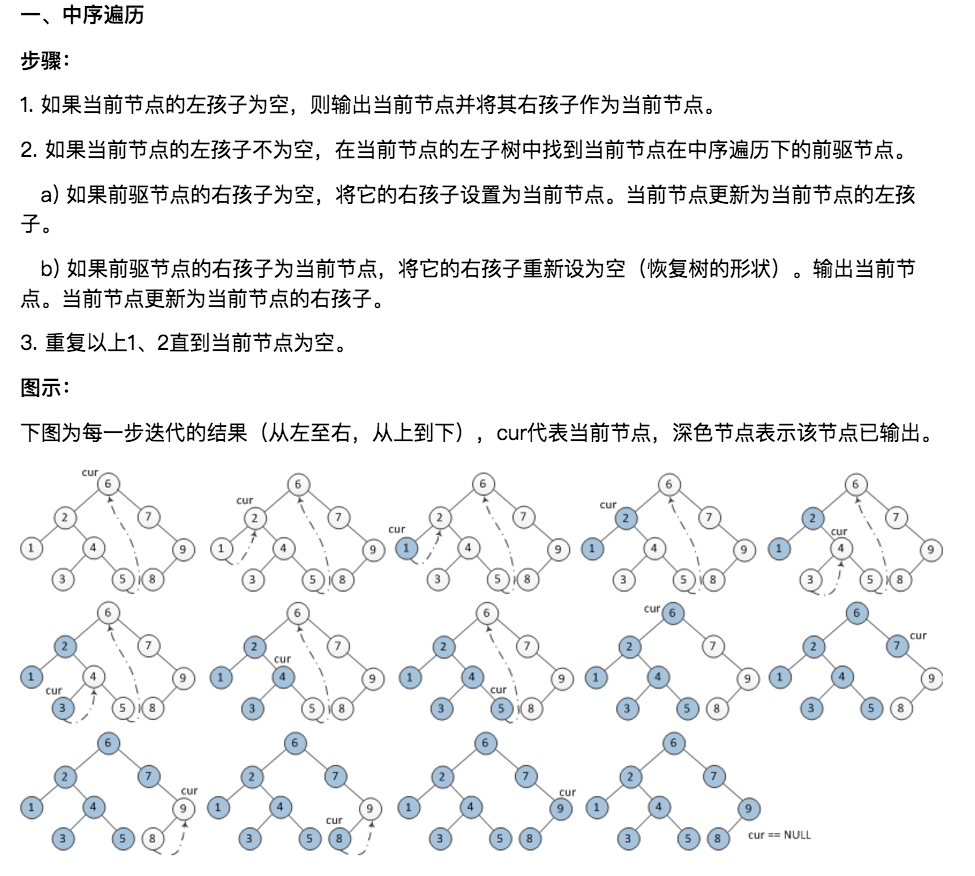 一、中序遍历
步骤：
1. 如果当前节点的左孩子为空，则输出当前节点并将其右孩子作为当前节点。
2. 如果当前节点的左孩子不为空，在当前节点的左子树中找到当前节点在中序遍历下的前驱节点。
a) 如果前驱节点的右孩子为空，将它的右孩子设置为当前节点。当前节点更新为当前节点的左孩
子。
b) 如果前驱节点的右孩子为当前节点，将它的右孩子重新设为空（恢复树的形状）。输出当前节
点。当前节点更新为当前节点的右孩子。
3. 重复以上1、2直到当前节点为空。
图示：
下图为每一步迭代的结果（从左至右，从上到下），cur代表当前节点，深色节点表示该节点已输出。
cur 6 6 6 6 6
cur 2 7 cur 2 7 cur 2 7 2 7 2 7
cur
1 4 9 1 4 9 1 4 9 1 4 9 1 4 9
3 5 8 3 5 8 3 5 8 3 5 8 3 5 8
6 6 6 cur 6 6
2 7 2 7 2 7 2 7 2 7 cur
cur
1 4 9 1 4 9 1 4 9 1 4 9 1 4 9
cur cur
3 5 8 3 5 8 3 5 8 3 5 8 3 5 8
6 6 6 6
2 7 2 7 2 7 2 7
cur cur
1 4 9 1 4 9 1 4 9 1 4 9
cur
3 5 8 3 5 8 3 5 8 3 5 8 cur == NULL